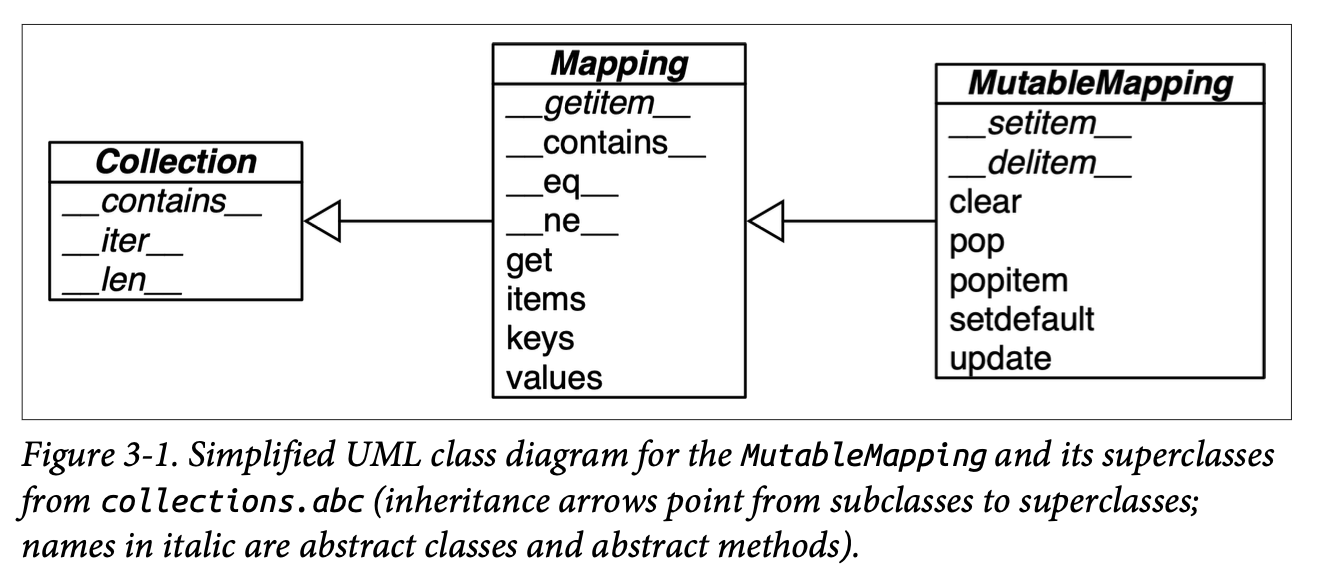 Collection
__contains__
__iter__
__len__
Mapping
__getitem__
__contains__
__eq__
__ne__
get
items
keys
values
MutableMapping
__setitem__
__delitem__
clear
pop
popitem
setdefault
update
Figure 3-1. Simplified UML class diagram for the MutableMapping and its superclasses
from collections.abc (inheritance arrows point from subclasses to superclasses;
names in italic are abstract classes and abstract methods).